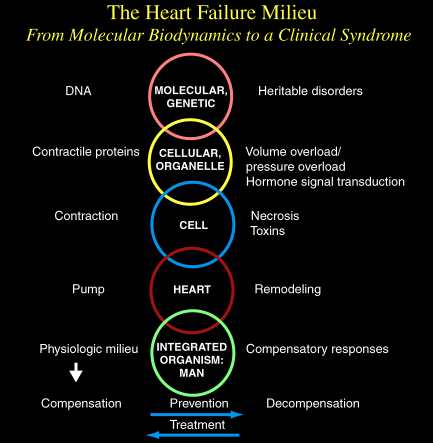 The Heart Failure Milieu
From Molecular Biodynamics to a Clinical Syndrome
DNA
MOLECULAR,
GENETIC
Heritable disorders
Contractile proteins
CELLULAR,
ORGANELLE
Volume overload/
pressure overload
Hormone signal transduction
Contraction
CELL
Necrosis
Toxins
Pump
HEART
Remodeling
Physiologic milieu
INTEGRATED
ORGANISM:
MAN
Compensatory responses
Compensation
Prevention
Decompensation
Treatment